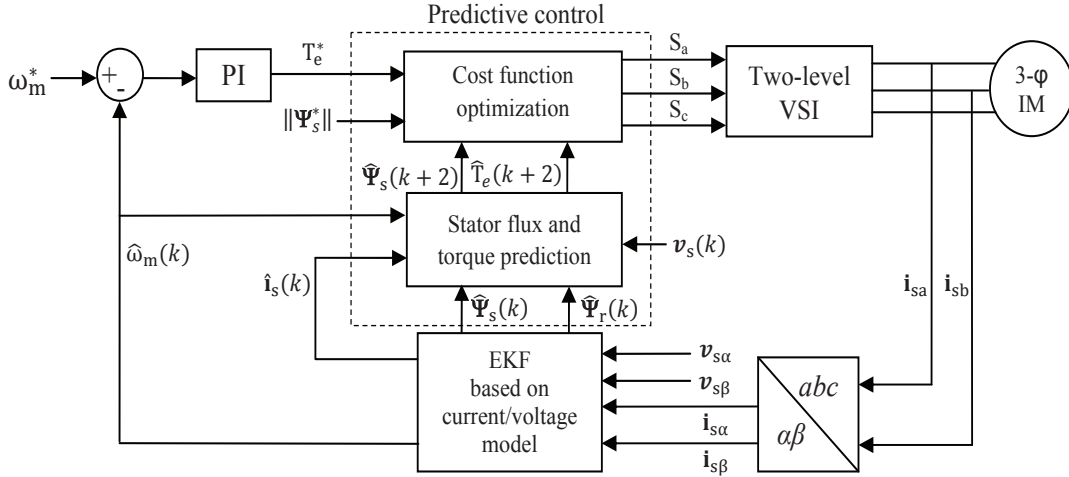 Predictive control
ω*m
+
-
PI
T*e
‖Ψ*s‖
Cost function
optimization
Sa
Sb
Sc
Two-level
VSI
3-φ
IM
Ψ̂s(k + 2)
T̂e(k + 2)
Stator flux and
torque prediction
vs(k)
ω̂m(k)
îs(k)
Ψ̂s(k)
Ψ̂r(k)
isa
isb
EKF
based on
current/voltage
model
vsα
vsβ
isα
isβ
abc
αβ